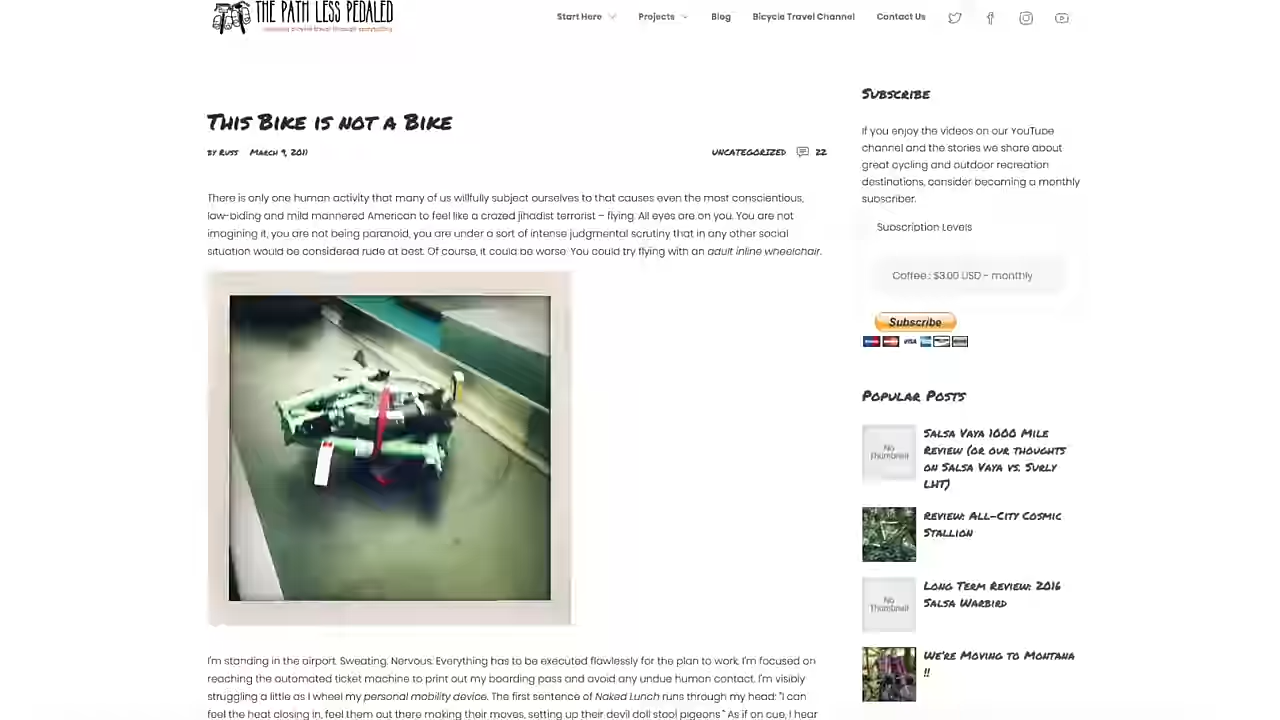 THE PATH LESS PEDALED
Start Here
Projects
Blog
Bicycle Travel Channel
Contact Us
This Bike is not a Bike
by Russ March 9, 2011
UNCATEGORIZED 22
There is only one human activity that many of us willfully subject ourselves to that causes even the most conscientious,
law-biding and mild mannered American to feel like a crazed jihadist terrorist – flying. All eyes are on you. You are not
imagining it, you are not being paranoid, you are under a sort of intense judgmental scrutiny that in any other social
situation would be considered rude at best. Of course, it could be worse. You could try flying with an adult inline wheelchair.
I'm standing in the airport. Sweating. Nervous. Everything has to be executed flawlessly for the plan to work. I'm focused on
reaching the automated ticket machine to print out my boarding pass and avoid any undue human contact. I'm visibly
struggling a little as I wheel my personal mobility device. The first sentence of Naked Lunch runs through my head: "I can
feel the heat closing in, feel them out there making their moves, setting up their devil doll stool pigeons" As if on cue, I hear
Subscribe
If you enjoy the videos on our YouTube
channel and the stories we share about
great cycling and outdoor recreation
destinations, consider becoming a monthly
subscriber.
Subscription Levels
Coffee : $3.00 USD - monthly
Subscribe
VISA
Popular Posts
No
Thumbnail
Salsa Vaya 1000 Mile
Review (or our thoughts
on Salsa Vaya vs. Surly
LHT)
Review: All-City Cosmic
Stallion
No
Thumbnail
Long Term Review: 2016
Salsa Warbird
We're Moving to Montana
!!